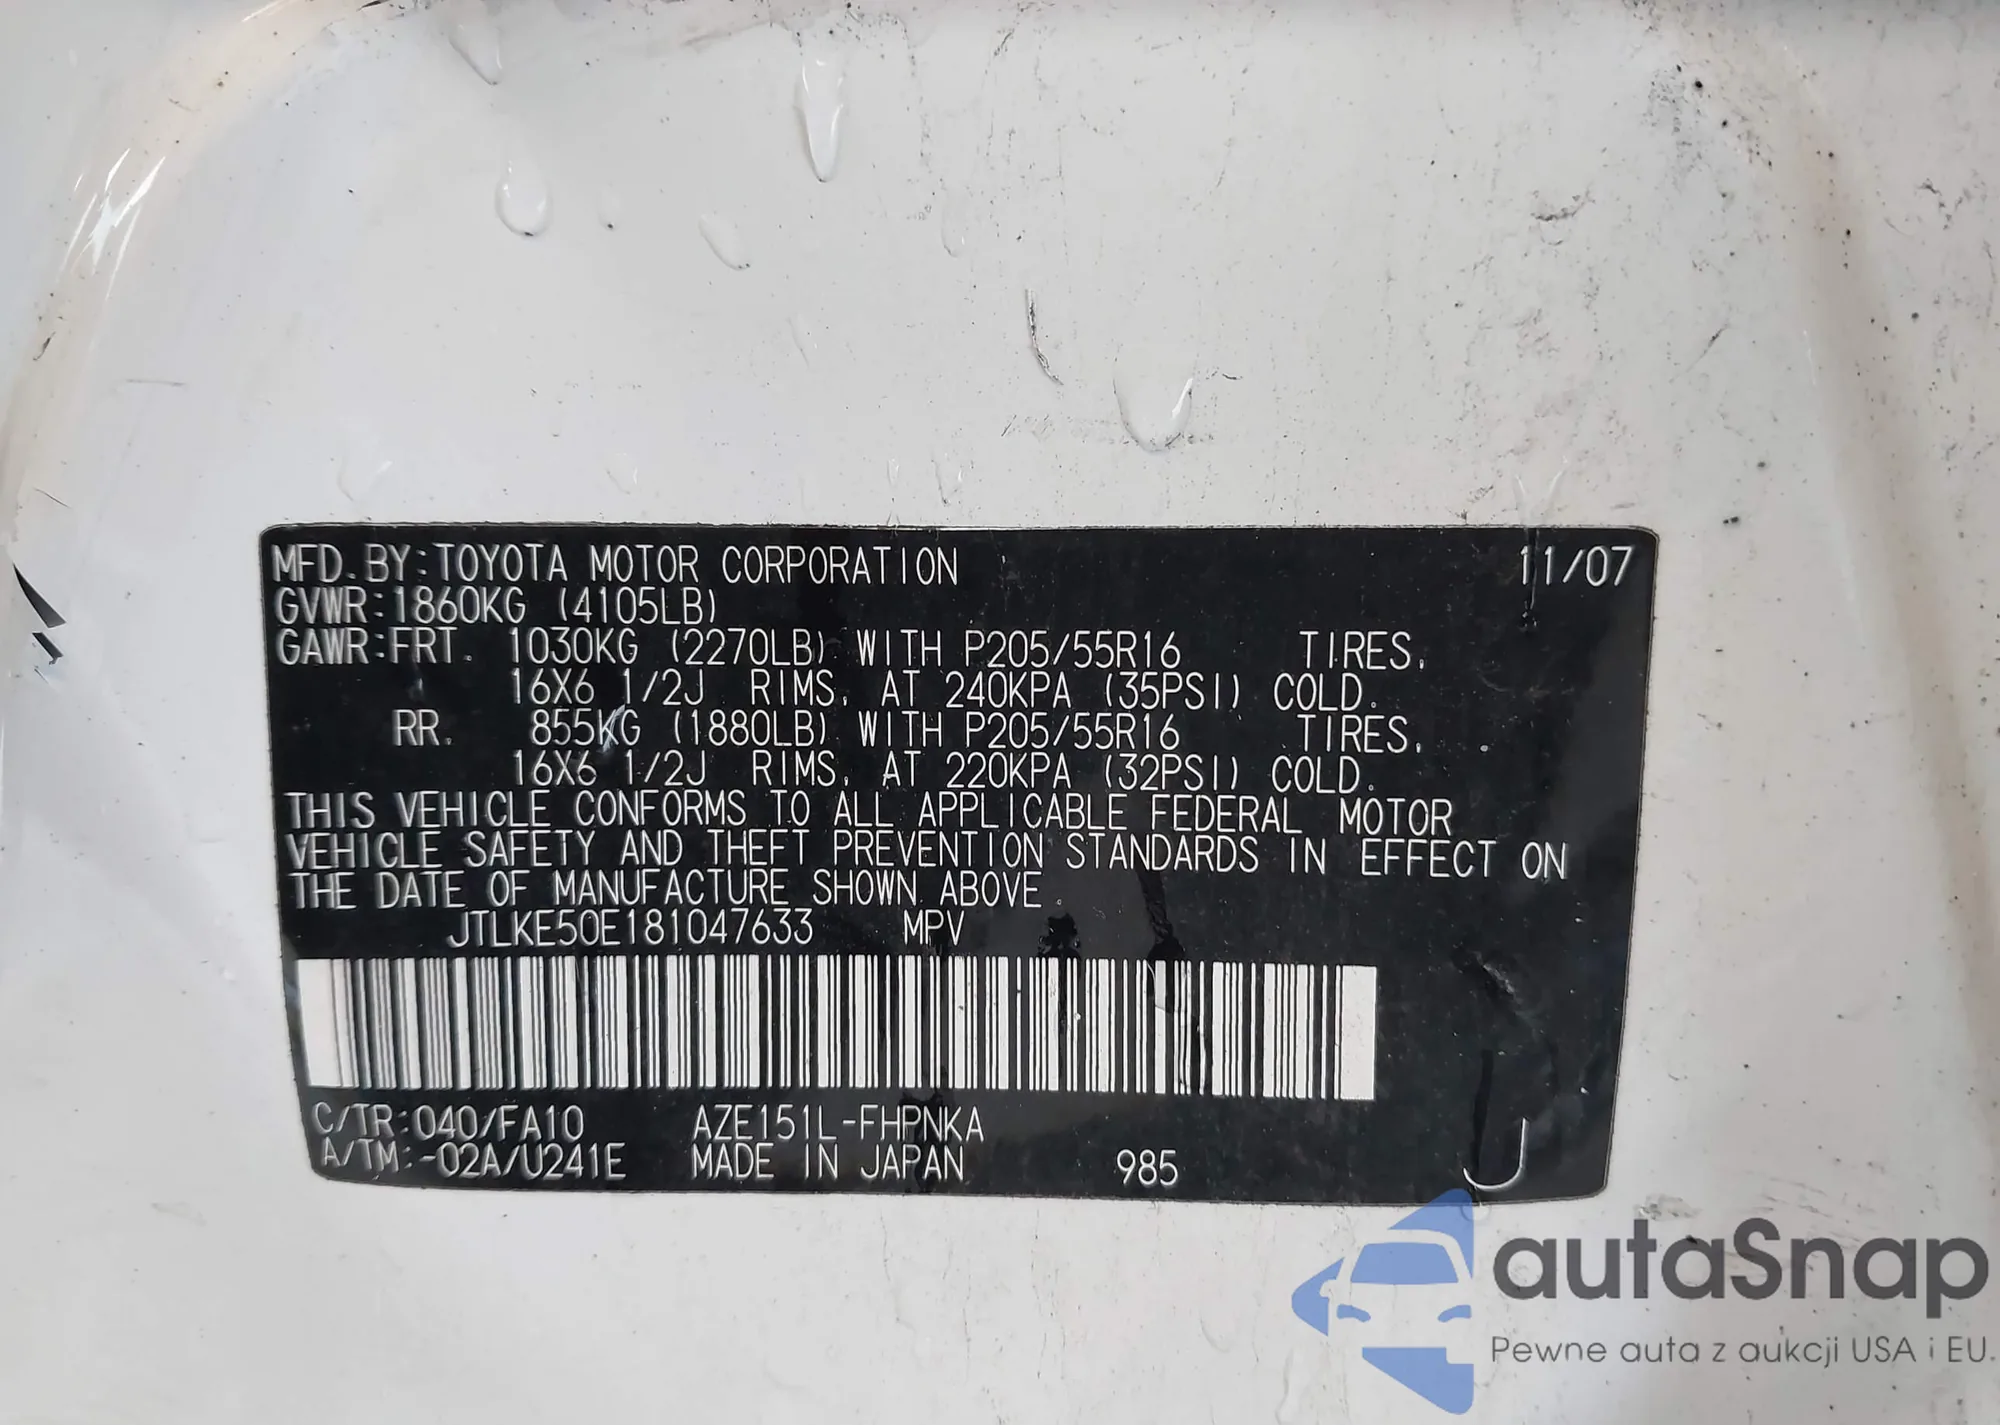 MFD. BY: TOYOTA MOTOR CORPORATION 11/07
GVWR: 1860KG (4105LB)
GAWR: FRT. 1030KG (2270LB) WITH P205/55R16 TIRES,
16X6 1/2J RIMS, AT 240KPA (35PSI) COLD.
RR. 855KG (1880LB) WITH P205/55R16 TIRES,
16X6 1/2J RIMS, AT 220KPA (32PSI) COLD.
THIS VEHICLE CONFORMS TO ALL APPLICABLE FEDERAL MOTOR
VEHICLE SAFETY AND THEFT PREVENTION STANDARDS IN EFFECT ON
THE DATE OF MANUFACTURE SHOWN ABOVE.
JTLKE50E181047633 MPV
C/TR: 040/FA10 AZE151L-FHPNKA
A/TM: -02A/U241E MADE IN JAPAN 985 J
autaSnap
Pewne auta z aukcji USA i EU.